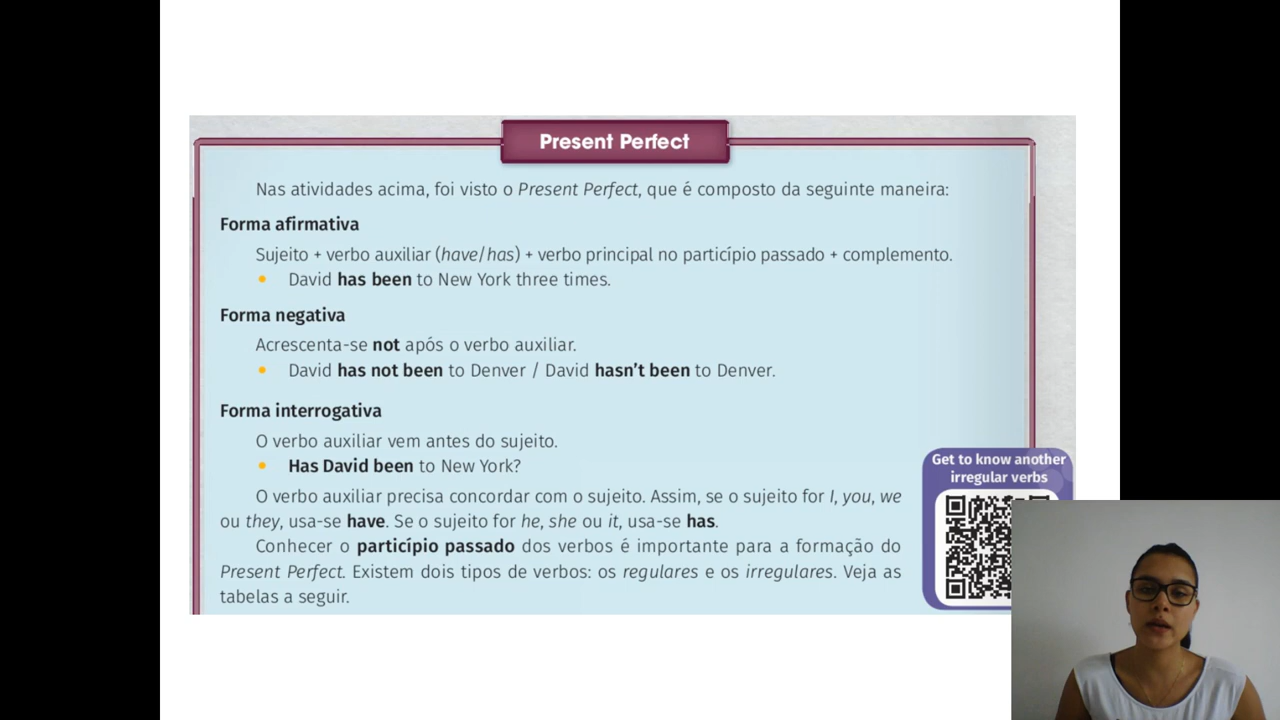 Present Perfect
Nas atividades acima, foi visto o Present Perfect, que é composto da seguinte maneira:
Forma afirmativa
Sujeito + verbo auxiliar (have/has) + verbo principal no particípio passado + complemento.
• David has been to New York three times.
Forma negativa
Acrescenta-se not após o verbo auxiliar.
• David has not been to Denver / David hasn't been to Denver.
Forma interrogativa
O verbo auxiliar vem antes do sujeito.
• Has David been to New York?
O verbo auxiliar precisa concordar com o sujeito. Assim, se o sujeito for I, you, we
ou they, usa-se have. Se o sujeito for he, she ou it, usa-se has.
Conhecer o particípio passado dos verbos é importante para a formação do
Present Perfect. Existem dois tipos de verbos: os regulares e os irregulares. Veja as
tabelas a seguir.
Get to know another
irregular verbs